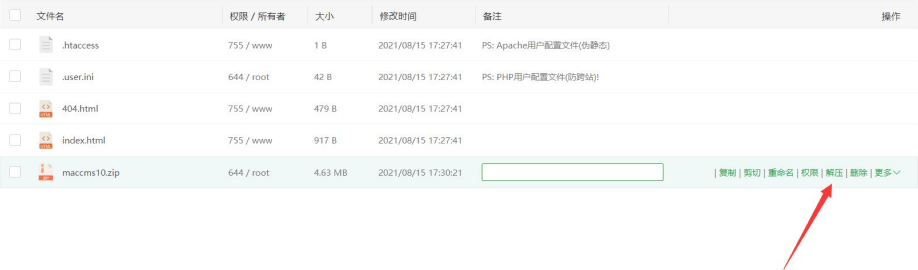 文件名 权限 / 所有者 大小 修改时间 备注 操作
.htaccess 755 / www 1 B 2021/08/15 17:27:41 PS: Apache用户配置文件(伪静态)
.user.ini 644 / root 42 B 2021/08/15 17:27:41 PS: PHP用户配置文件(防跨站)!
404.html 755 / www 479 B 2021/08/15 17:27:41
index.html 755 / www 917 B 2021/08/15 17:27:41
maccms10.zip 644 / root 4.63 MB 2021/08/15 17:30:21 | 复制 | 剪切 | 重命名 | 权限 | 解压 | 删除 | 更多